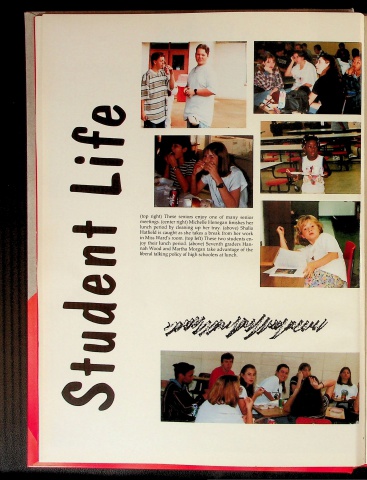 Student Life
(top right) These seniors enjoy one of many senior
meetings. (center right) Michelle Honegan finishes her
lunch period by cleaning up her tray. (above) Shalla
Hatfield is caught as she takes a break from her work
in Miss Ward's room. (top left) These two students en-
joy their lunch period. (above) Seventh graders Han-
nah Wood and Martha Morgan take advantage of the
liberal talking policy of high schoolers at lunch.